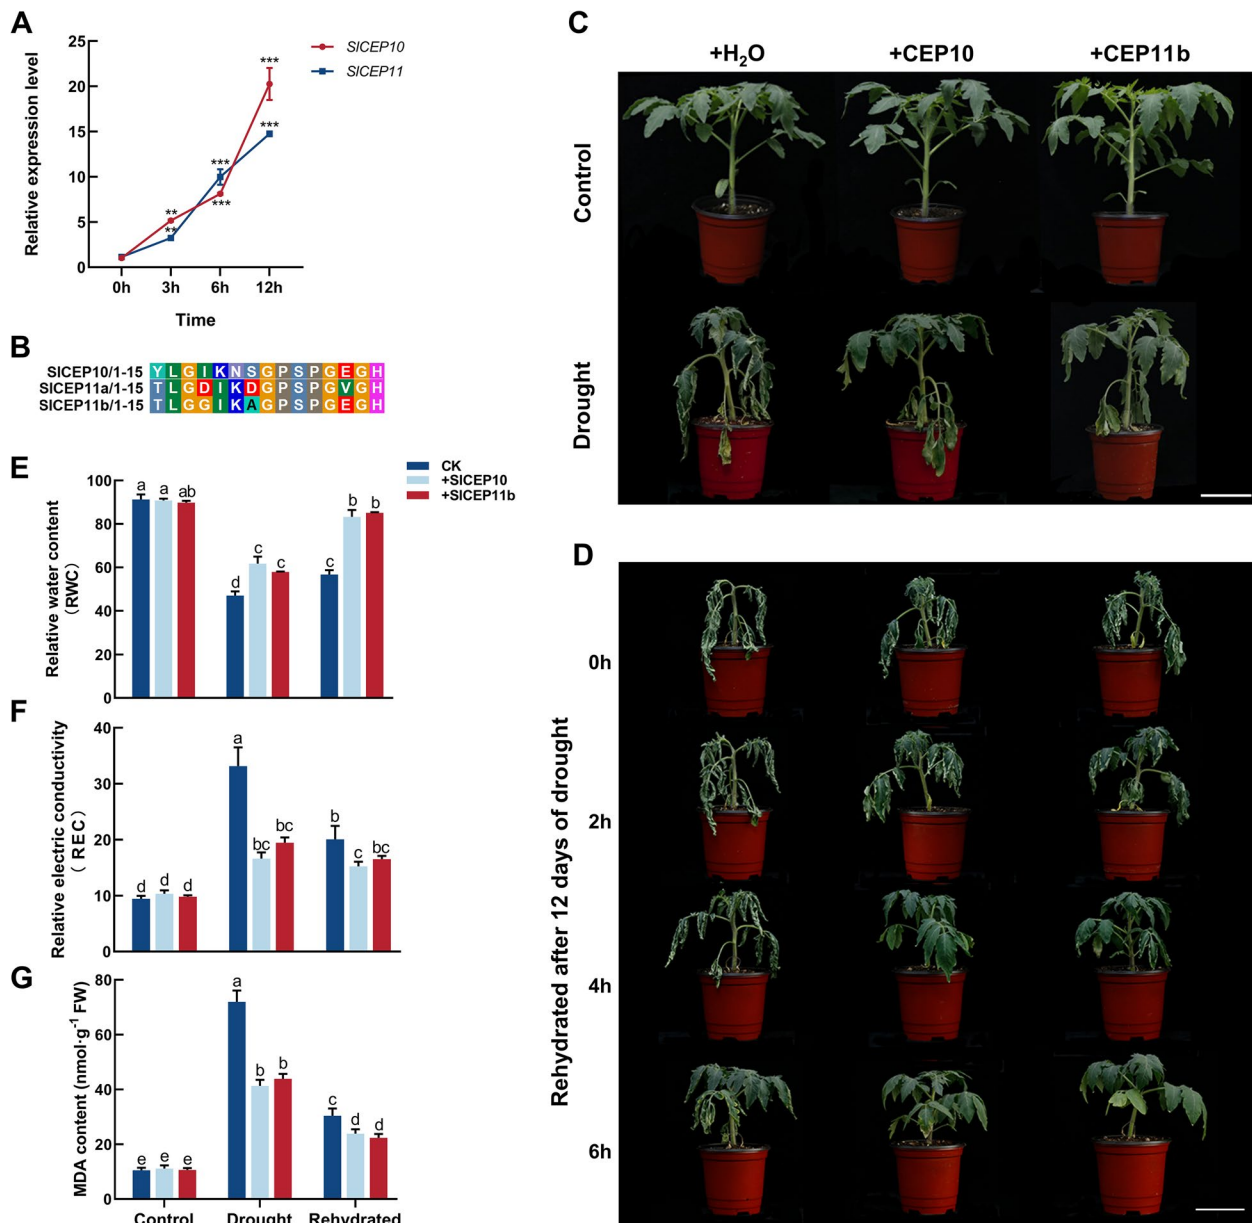 A
25
20
15
10
5
0
Relative expression level
SlCEP10
SlCEP11
***
***
***
***
**
**
0h 3h 6h 12h
Time
B
SlCEP10/1-15 YLGIKNSGPSPGEGH
SlCEP11a/1-15 TLGDIKDGPSPGVGH
SlCEP11b/1-15 TLGGIKAGPSPGEGH
C
+H₂O +CEP10 +CEP11b
Control
Drought
D
Rehydrated after 12 days of drought
0h
2h
4h
6h
E
CK
+SlCEP10
+SlCEP11b
Relative water content
(RWC)
100
80
60
40
20
0
a a ab
d c c
c b b
F
Relative electric conductivity
( REC)
40
30
20
10
0
d d d
a bc bc
b c bc
G
MDA content (nmol·g⁻¹ FW)
80
60
40
20
0
e e e
a b b
c d d
Control Drought Rehydrated